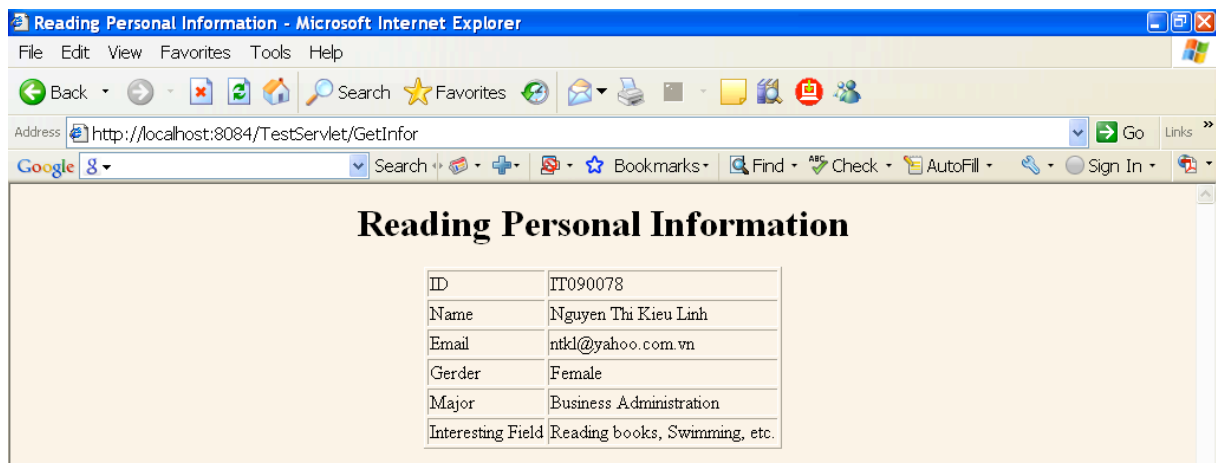 Reading Personal Information - Microsoft Internet Explorer
File Edit View Favorites Tools Help
Back Search Favorites
Address http://localhost:8084/TestServlet/GetInfor Go Links »
Google g Search Bookmarks Find ABC Check AutoFill Sign In
Reading Personal Information
ID IT090078
Name Nguyen Thi Kieu Linh
Email ntkl@yahoo.com.vn
Gerder Female
Major Business Administration
Interesting Field Reading books, Swimming, etc.